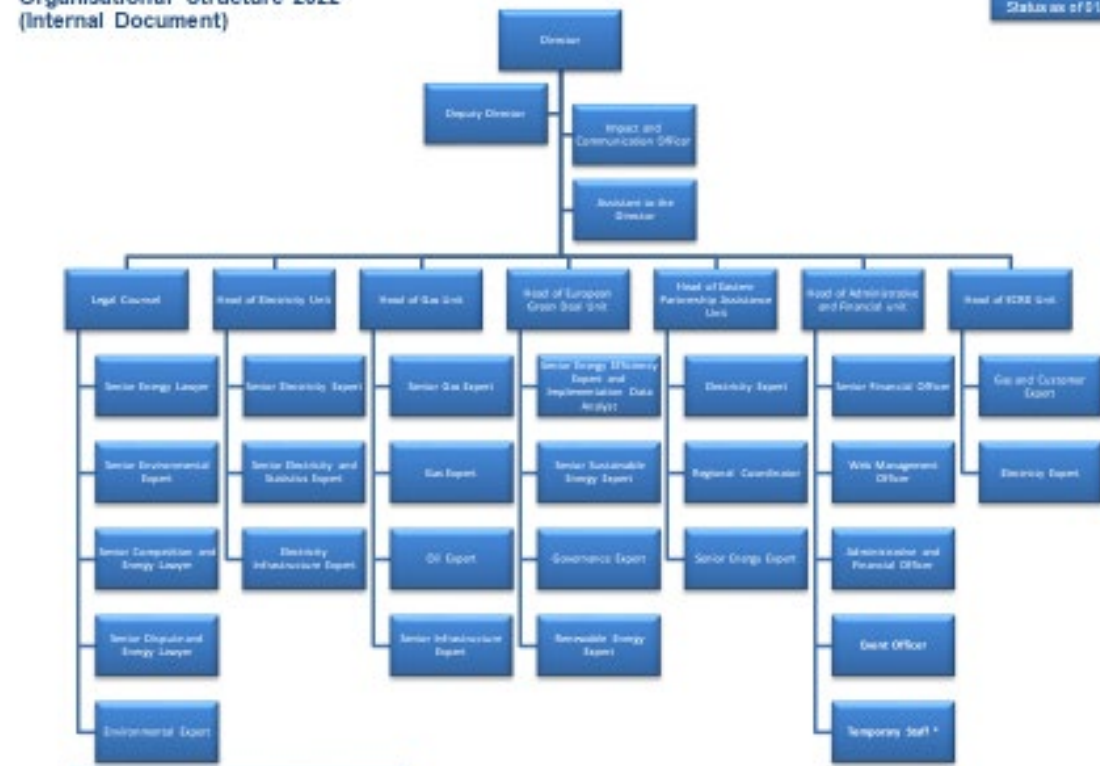 Organisational Structure 2022
(Internal Document)
Status as of 01
Director
Deputy Director
Impact and
Communication Officer
Assistant to the
Director
Legal Counsel
Head of Electricity Unit
Head of Gas Unit
Head of European
Green Deal Unit
Head of Eastern
Partnership Assistance
Unit
Head of Administrative
and Financial unit
Head of ECRB Unit
Senior Energy Lawyer
Senior Environmental
Expert
Senior Competition and
Energy Lawyer
Senior Dispute and
Energy Lawyer
Environmental Expert
Senior Electricity Expert
Senior Electricity and
Statistics Expert
Electricity
Infrastructure Expert
Senior Gas Expert
Gas Expert
Oil Expert
Senior Infrastructure
Expert
Senior Energy Efficiency
Expert and
Implementation Data
Analyst
Senior Sustainable
Energy Expert
Governance Expert
Renewable Energy
Expert
Electricity Expert
Regional Coordinator
Senior Energy Expert
Senior Financial Officer
Web Management
Officer
Administrative and
Financial Officer
Event Officer
Temporary Staff *
Gas and Customer
Expert
Electricity Expert